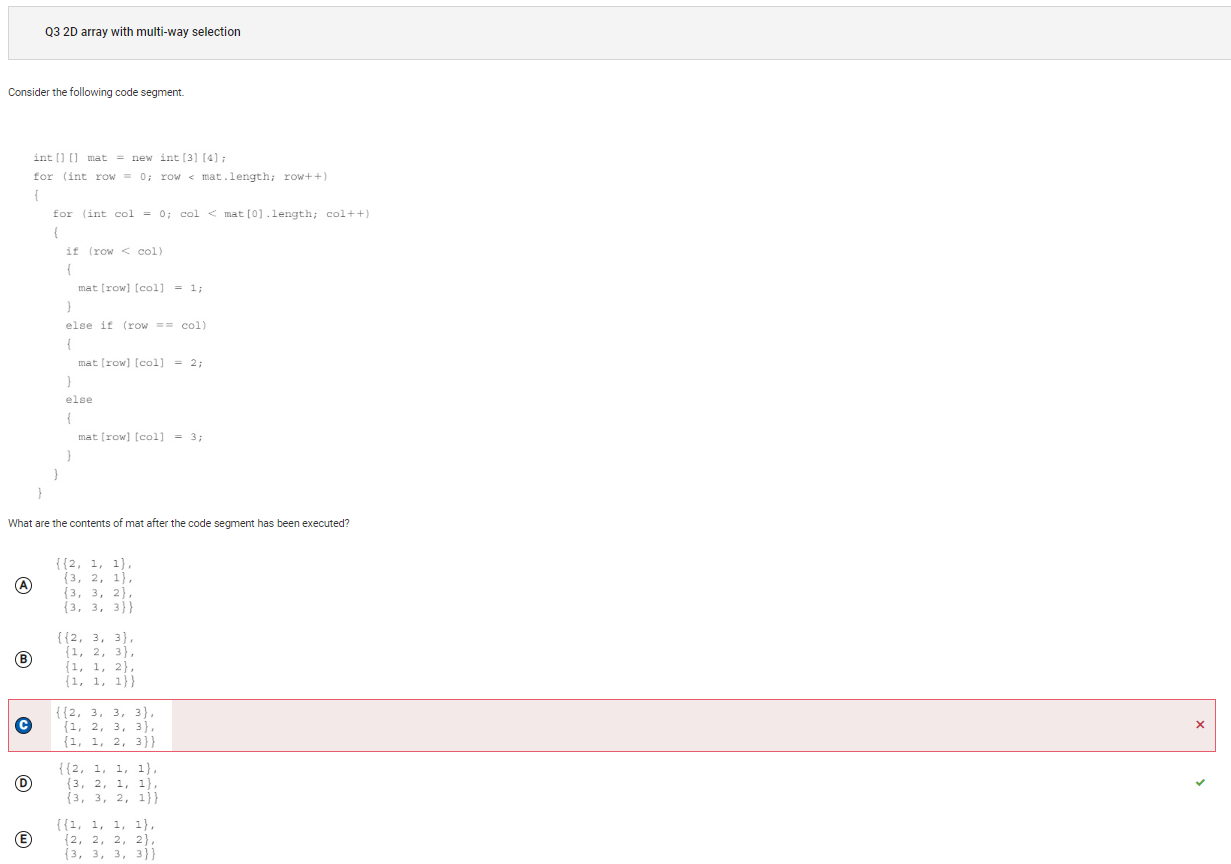 Q3 2D array with multi-way selection
Consider the following code segment.
int[][] mat = new int[3][4];
for (int row = 0; row < mat.length; row++)
{
for (int col = 0; col < mat[0].length; col++)
{
if (row < col)
{
mat[row][col] = 1;
}
else if (row == col)
{
mat[row][col] = 2;
}
else
{
mat[row][col] = 3;
}
}
}
What are the contents of mat after the code segment has been executed?
A
{{2, 1, 1},
{3, 2, 1},
{3, 3, 2},
{3, 3, 3}}
B
{{2, 3, 3},
{1, 2, 3},
{1, 1, 2},
{1, 1, 1}}
C
{{2, 3, 3, 3},
{1, 2, 3, 3},
{1, 1, 2, 3}}
D
{{2, 1, 1, 1},
{3, 2, 1, 1},
{3, 3, 2, 1}}
E
{{1, 1, 1, 1},
{2, 2, 2, 2},
{3, 3, 3, 3}}